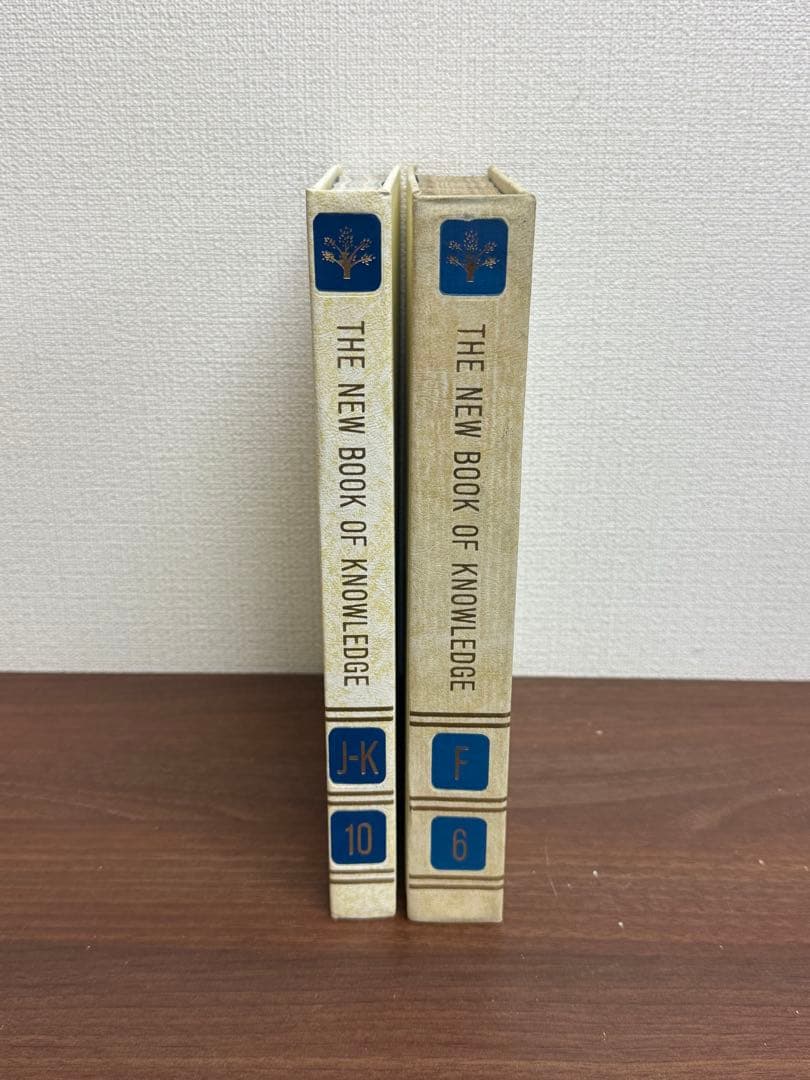 THE NEW BOOK OF KNOWLEDGE
J-K
10
THE NEW BOOK OF KNOWLEDGE
F
6